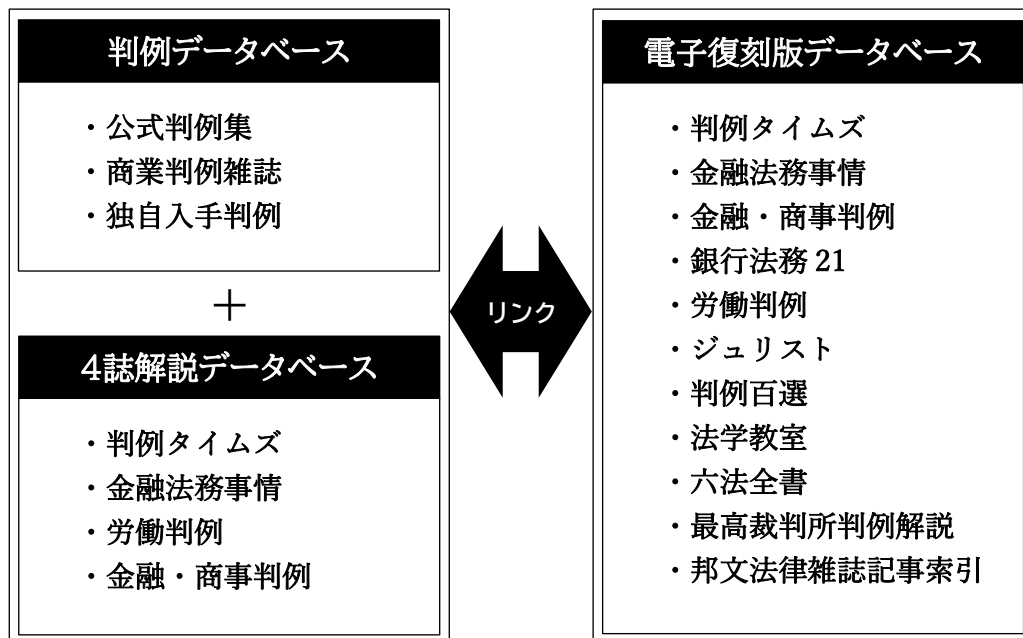 判例データベース
・公式判例集
・商業判例雑誌
・独自入手判例
＋
4誌解説データベース
・判例タイムズ
・金融法務事情
・労働判例
・金融・商事判例
リンク
電子復刻版データベース
・判例タイムズ
・金融法務事情
・金融・商事判例
・銀行法務21
・労働判例
・ジュリスト
・判例百選
・法学教室
・六法全書
・最高裁判所判例解説
・邦文法律雑誌記事索引